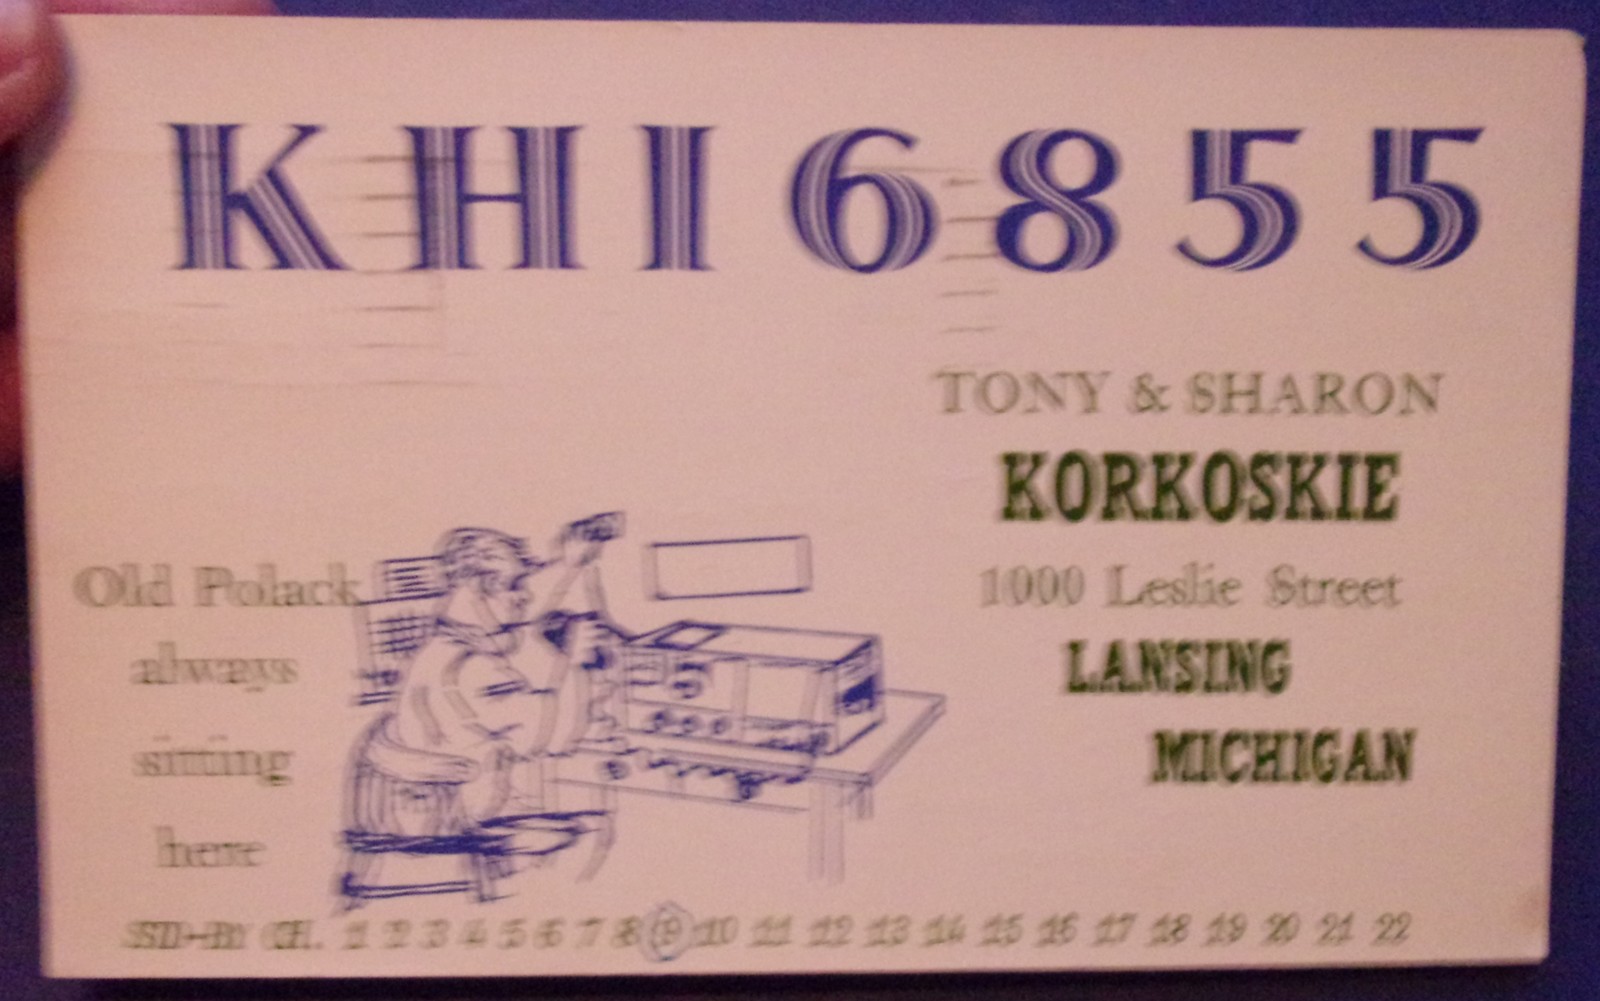 KHI6855
TONY & SHARON
KORKOSKIE
1000 Leslie Street
LANSING
MICHIGAN
Old Polack
always
sitting
here
STD-BY CH. 1 2 3 4 5 6 7 8 9 10 11 12 13 14 15 16 17 18 19 20 21 22